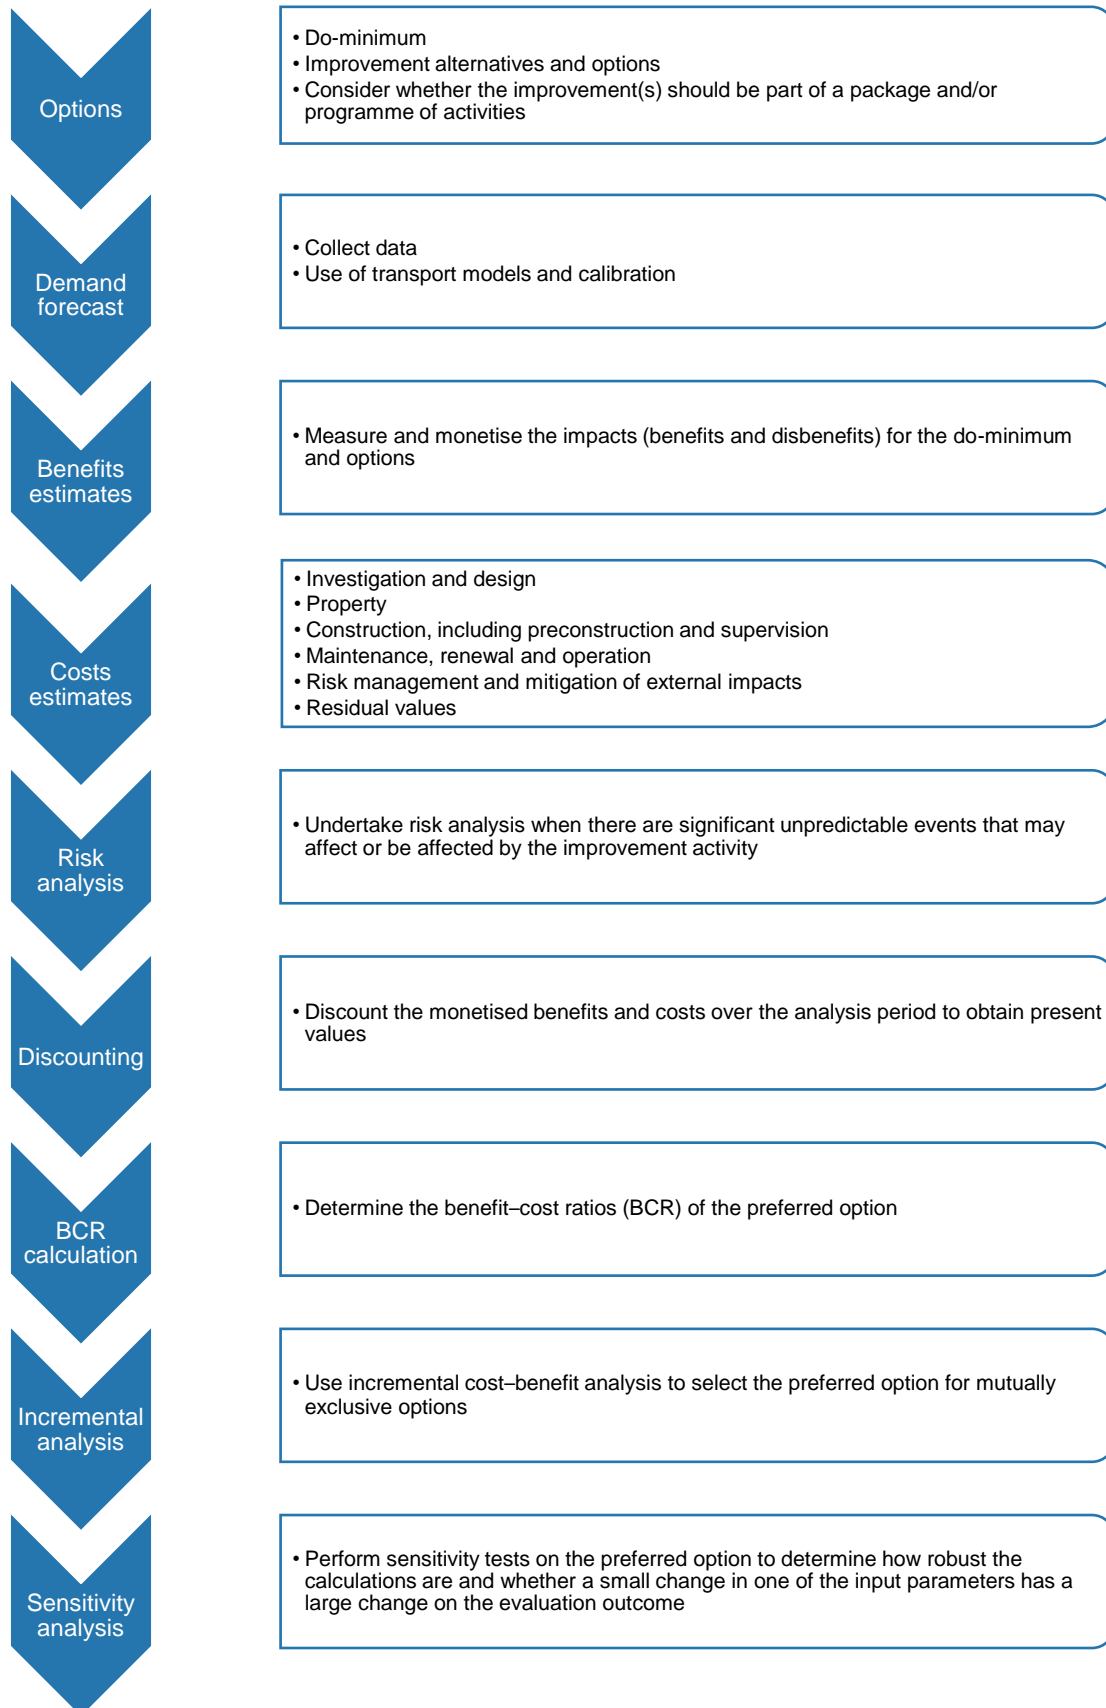 Options
• Do-minimum
• Improvement alternatives and options
• Consider whether the improvement(s) should be part of a package and/or
programme of activities
Demand
forecast
• Collect data
• Use of transport models and calibration
Benefits
estimates
• Measure and monetise the impacts (benefits and disbenefits) for the do-minimum
and options
Costs
estimates
• Investigation and design
• Property
• Construction, including preconstruction and supervision
• Maintenance, renewal and operation
• Risk management and mitigation of external impacts
• Residual values
Risk
analysis
• Undertake risk analysis when there are significant unpredictable events that may
affect or be affected by the improvement activity
Discounting
• Discount the monetised benefits and costs over the analysis period to obtain present
values
BCR
calculation
• Determine the benefit–cost ratios (BCR) of the preferred option
Incremental
analysis
• Use incremental cost–benefit analysis to select the preferred option for mutually
exclusive options
Sensitivity
analysis
• Perform sensitivity tests on the preferred option to determine how robust the
calculations are and whether a small change in one of the input parameters has a
large change on the evaluation outcome